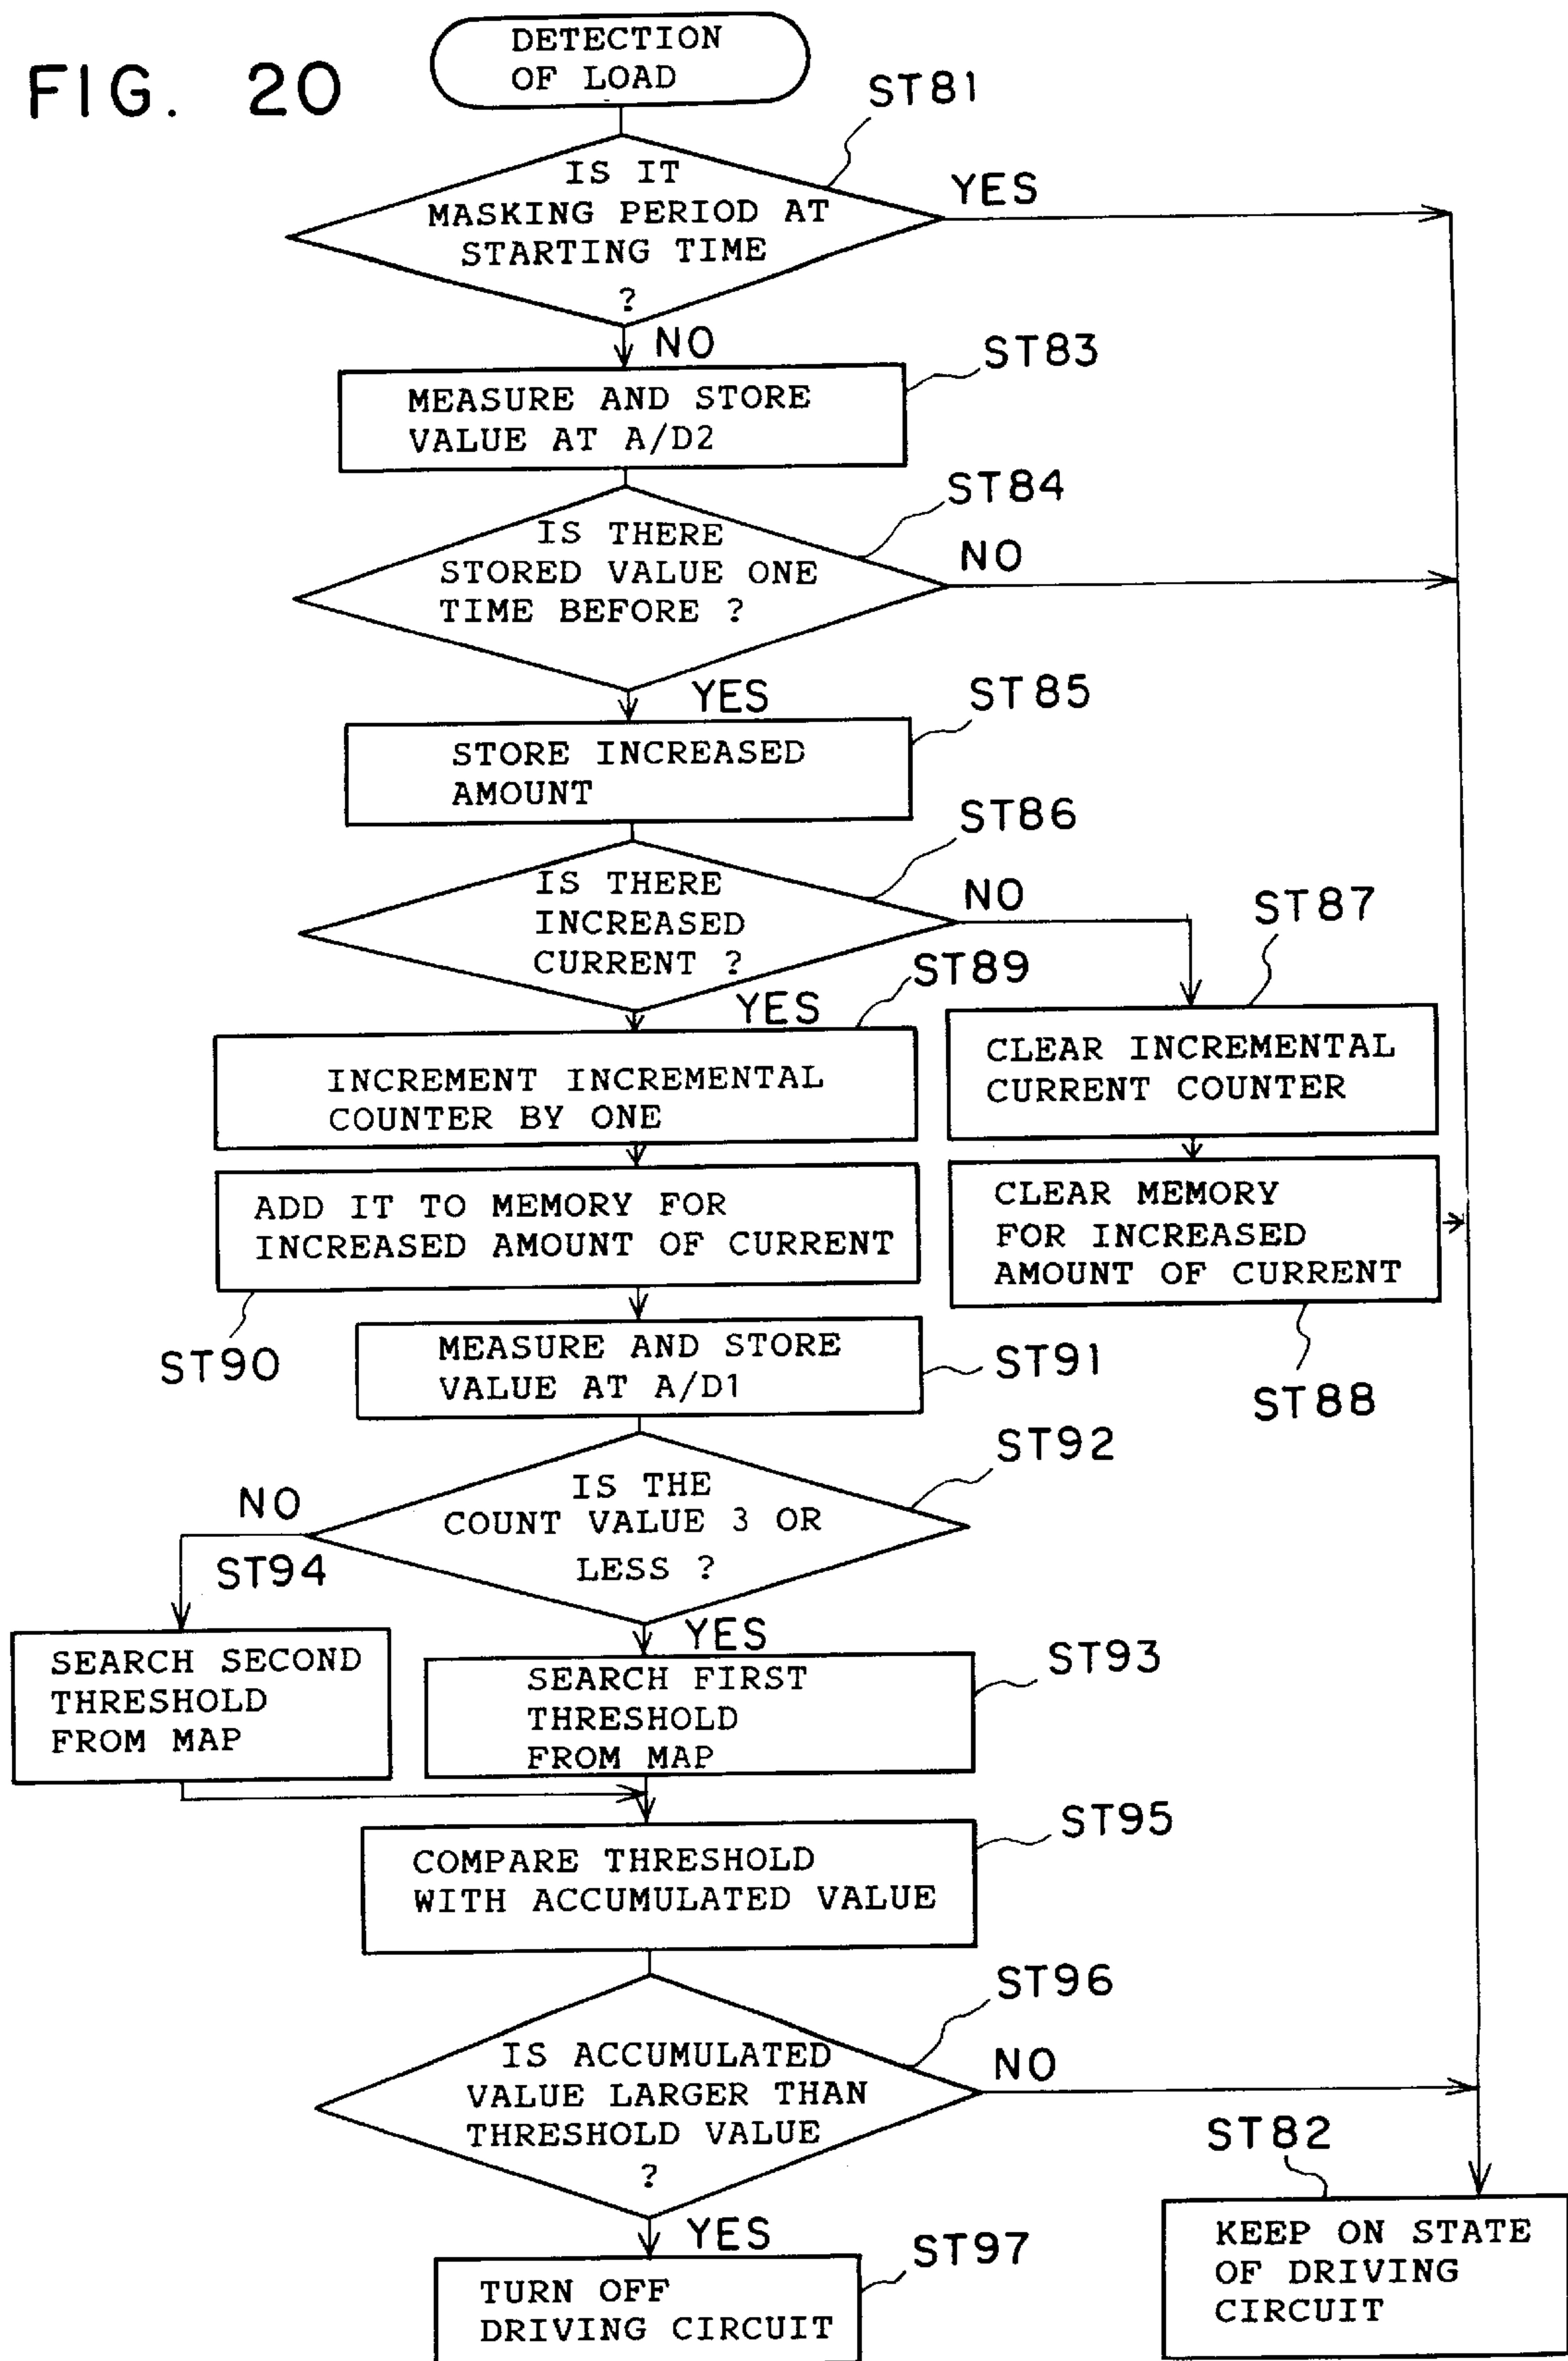 FIG. 20
DETECTION
OF LOAD
ST81
IS IT
MASKING PERIOD AT
STARTING TIME
?
YES
NO
ST83
MEASURE AND STORE
VALUE AT A/D2
ST84
IS THERE
STORED VALUE ONE
TIME BEFORE ?
NO
YES
ST85
STORE INCREASED
AMOUNT
ST86
IS THERE
INCREASED
CURRENT ?
NO
ST87
YES
ST89
INCREMENT INCREMENTAL
COUNTER BY ONE
CLEAR INCREMENTAL
CURRENT COUNTER
ADD IT TO MEMORY FOR
INCREASED AMOUNT OF CURRENT
CLEAR MEMORY
FOR INCREASED
AMOUNT OF CURRENT
ST90
MEASURE AND STORE
VALUE AT A/D1
ST91
ST88
ST92
IS THE
COUNT VALUE 3 OR
LESS ?
NO
ST94
YES
SEARCH SECOND
THRESHOLD
FROM MAP
SEARCH FIRST
THRESHOLD
FROM MAP
ST93
ST95
COMPARE THRESHOLD
WITH ACCUMULATED VALUE
ST96
IS ACCUMULATED
VALUE LARGER THAN
THRESHOLD VALUE
?
NO
ST82
YES
KEEP ON STATE
OF DRIVING
CIRCUIT
ST97
TURN OFF
DRIVING CIRCUIT